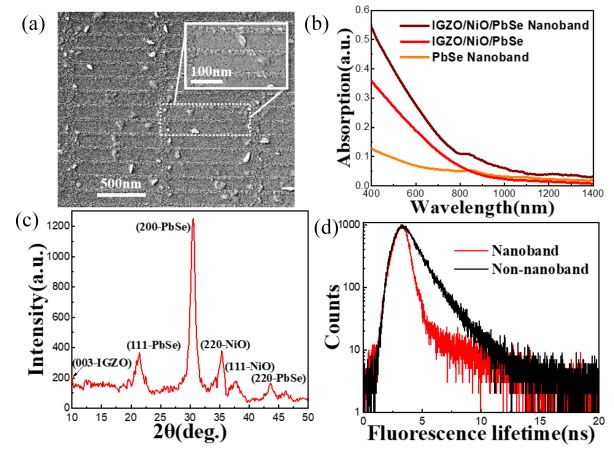 (a)
100nm
500nm
(b)
Absorption(a.u.)
0.6
0.5
0.4
0.3
0.2
0.1
0.0
IGZO/NiO/PbSe Nanoband
IGZO/NiO/PbSe
PbSe Nanoband
400 600 800 1000 1200 1400
Wavelength(nm)
(c)
Intensity(a.u.)
1200
1000
800
600
400
200
0
(200-PbSe)
(111-PbSe)
(220-NiO)
(003-IGZO)
(111-NiO)
(220-PbSe)
10 15 20 25 30 35 40 45 50
2θ(deg.)
(d)
Counts
1000
100
10
1
Nanoband
Non-nanoband
0 5 10 15 20
Fluorescence lifetime(ns)